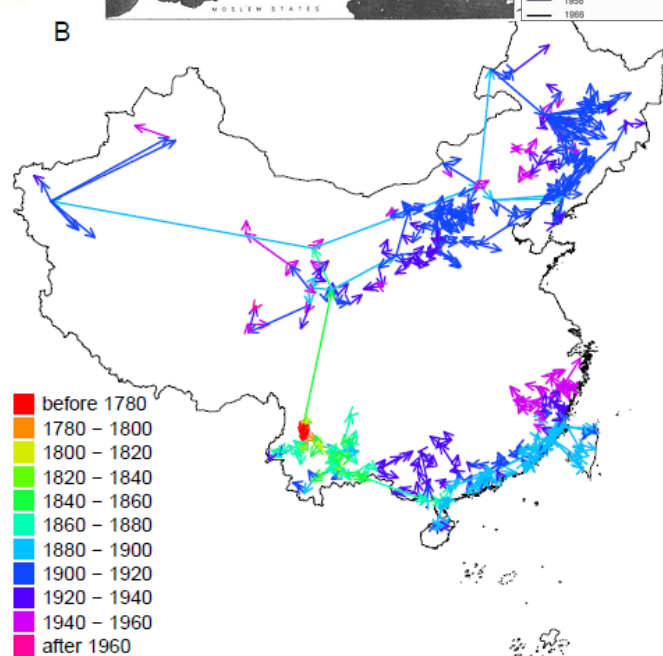 MOSLEM STATES
1966
B
before 1780
1780 − 1800
1800 − 1820
1820 − 1840
1840 − 1860
1860 − 1880
1880 − 1900
1900 − 1920
1920 − 1940
1940 − 1960
after 1960